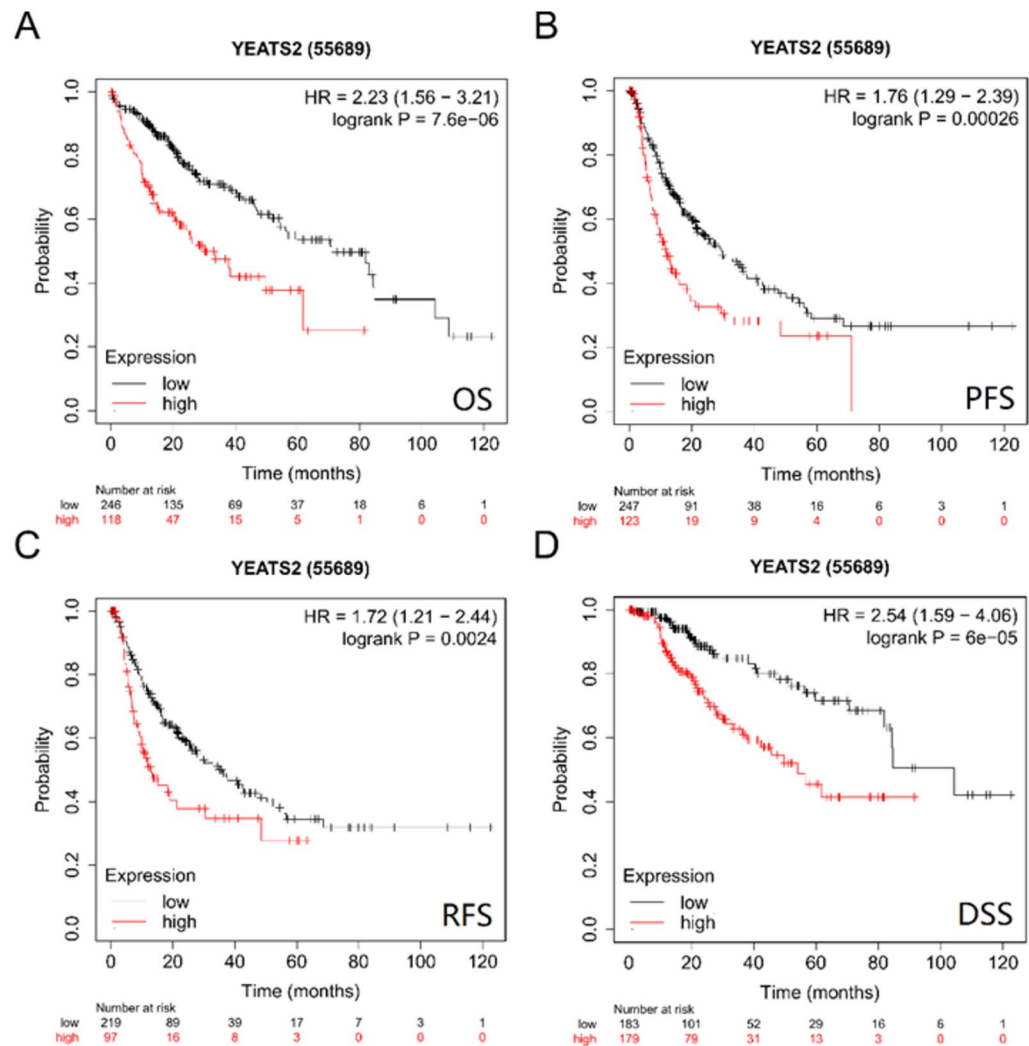 A
YEATS2 (55689)
HR = 2.23 (1.56 − 3.21)
logrank P = 7.6e−06
Probability
1.0
0.8
0.6
0.4
0.2
0.0
Expression
low
high
OS
0 20 40 60 80 100 120
Time (months)
Number at risk
low 246 135 69 37 18 6 1
high 118 47 15 5 1 0 0
B
YEATS2 (55689)
HR = 1.76 (1.29 − 2.39)
logrank P = 0.00026
Probability
1.0
0.8
0.6
0.4
0.2
0.0
Expression
low
high
PFS
0 20 40 60 80 100 120
Time (months)
Number at risk
low 247 91 38 16 6 3 1
high 123 19 9 4 0 0 0
C
YEATS2 (55689)
HR = 1.72 (1.21 − 2.44)
logrank P = 0.0024
Probability
1.0
0.8
0.6
0.4
0.2
0.0
Expression
low
high
RFS
0 20 40 60 80 100 120
Time (months)
Number at risk
low 219 89 39 17 7 3 1
high 97 16 8 3 0 0 0
D
YEATS2 (55689)
HR = 2.54 (1.59 − 4.06)
logrank P = 6e−05
Probability
1.0
0.8
0.6
0.4
0.2
0.0
Expression
low
high
DSS
0 20 40 60 80 100 120
Time (months)
Number at risk
low 183 101 52 29 16 6 1
high 179 79 31 13 3 0 0